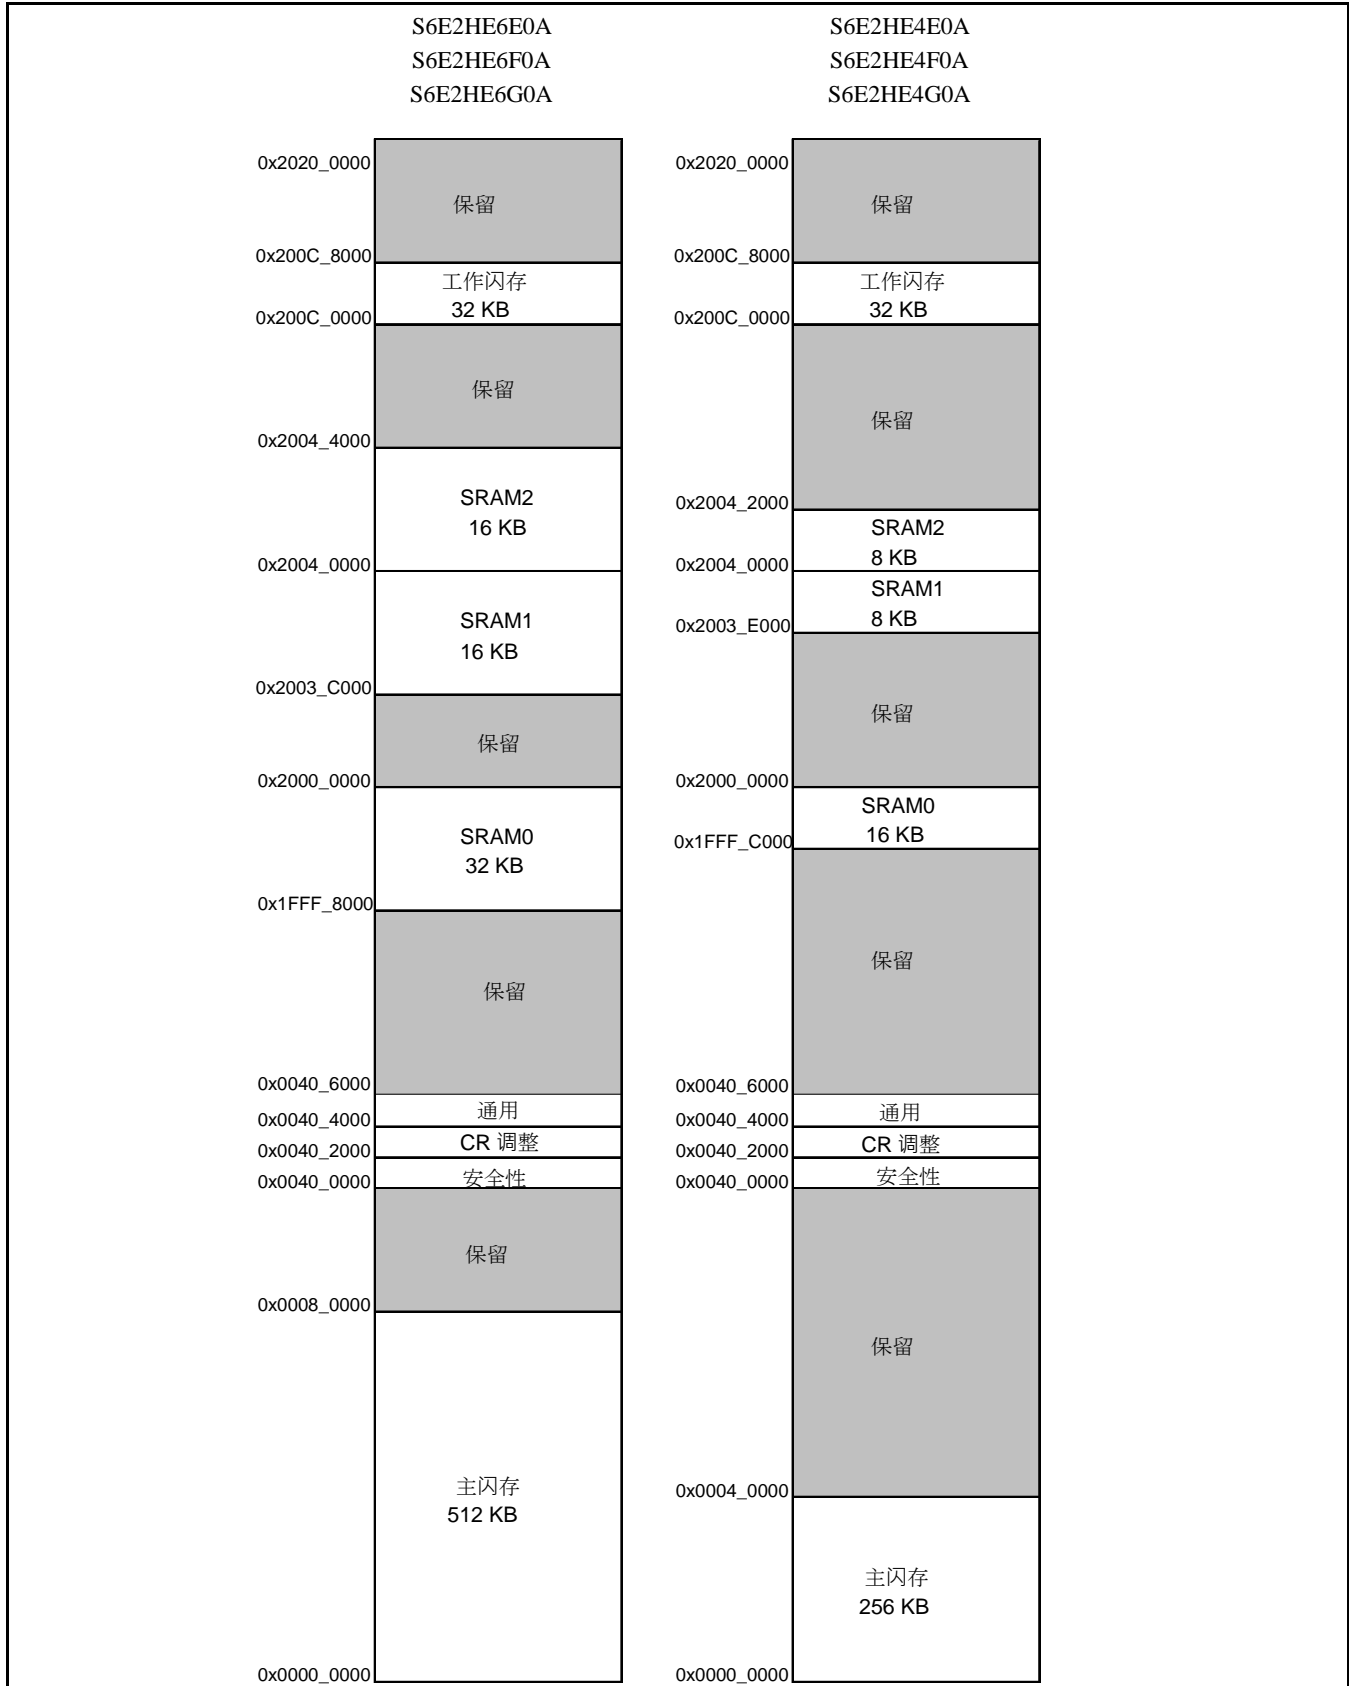 S6E2HE6E0A
S6E2HE6F0A
S6E2HE6G0A
0x2020_0000
保留
0x200C_8000
工作闪存
32 KB
0x200C_0000
保留
0x2004_4000
SRAM2
16 KB
0x2004_0000
SRAM1
16 KB
0x2003_C000
保留
0x2000_0000
SRAM0
32 KB
0x1FFF_8000
保留
0x0040_6000
通用
0x0040_4000
CR 调整
0x0040_2000
安全性
0x0040_0000
保留
0x0008_0000
主闪存
512 KB
0x0000_0000
S6E2HE4E0A
S6E2HE4F0A
S6E2HE4G0A
0x2020_0000
保留
0x200C_8000
工作闪存
32 KB
0x200C_0000
保留
0x2004_2000
SRAM2
8 KB
0x2004_0000
SRAM1
8 KB
0x2003_E000
保留
0x2000_0000
SRAM0
16 KB
0x1FFF_C000
保留
0x0040_6000
通用
0x0040_4000
CR 调整
0x0040_2000
安全性
0x0040_0000
保留
0x0004_0000
主闪存
256 KB
0x0000_0000